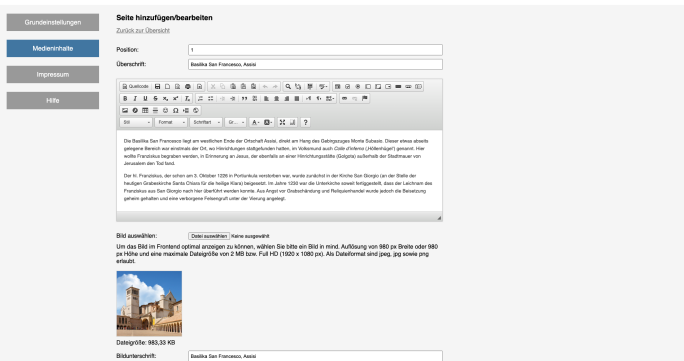 Grundeinstellungen
Medieninhalte
Impressum
Hilfe
Seite hinzufügen/bearbeiten
Zurück zur Übersicht
Position:
1
Überschrift:
Basilika San Francesco, Assisi
Quellcode
Stil
Format
Schriftart
Gr...
Die Basilika San Francesco liegt am westlichen Ende der Ortschaft Assisi, direkt am Hang des Gebirgszuges Monte Subasio. Dieser etwas abseits
gelegene Bereich war einstmals der Ort, wo Hinrichtungen stattgefunden hatten, im Volksmund auch Colle d'Inferno („Höllenhügel") genannt. Hier
wollte Franziskus begraben werden, in Erinnerung an Jesus, der ebenfalls an einer Hinrichtungsstätte (Golgota) außerhalb der Stadtmauer von
Jerusalem den Tod fand.
Der hl. Franziskus, der schon am 3. Oktober 1226 in Portiunkula verstorben war, wurde zunächst in der Kirche San Giorgio (an der Stelle der
heutigen Grabeskirche Santa Chiara für die heilige Klara) beigesetzt. Im Jahre 1230 war die Unterkirche soweit fertiggestellt, dass der Leichnam des
Franziskus aus San Giorgio nach hier überführt werden konnte. Aus Angst vor Grabschändung und Reliquienhandel wurde jedoch die Beisetzung
geheim gehalten und eine verborgene Felsengruft unter der Vierung angelegt.
Bild auswählen:
Datei auswählen Keine ausgewählt
Um das Bild im Frontend optimal anzeigen zu können, wählen Sie bitte ein Bild in mind. Auflösung von 980 px Breite oder 980
px Höhe und eine maximale Dateigröße von 2 MB bzw. Full HD (1920 x 1080 px). Als Dateiformat sind jpeg, jpg sowie png
erlaubt.
Dateigröße: 983,33 KB
Bildunterschrift:
Basilika San Francesco, Assisi